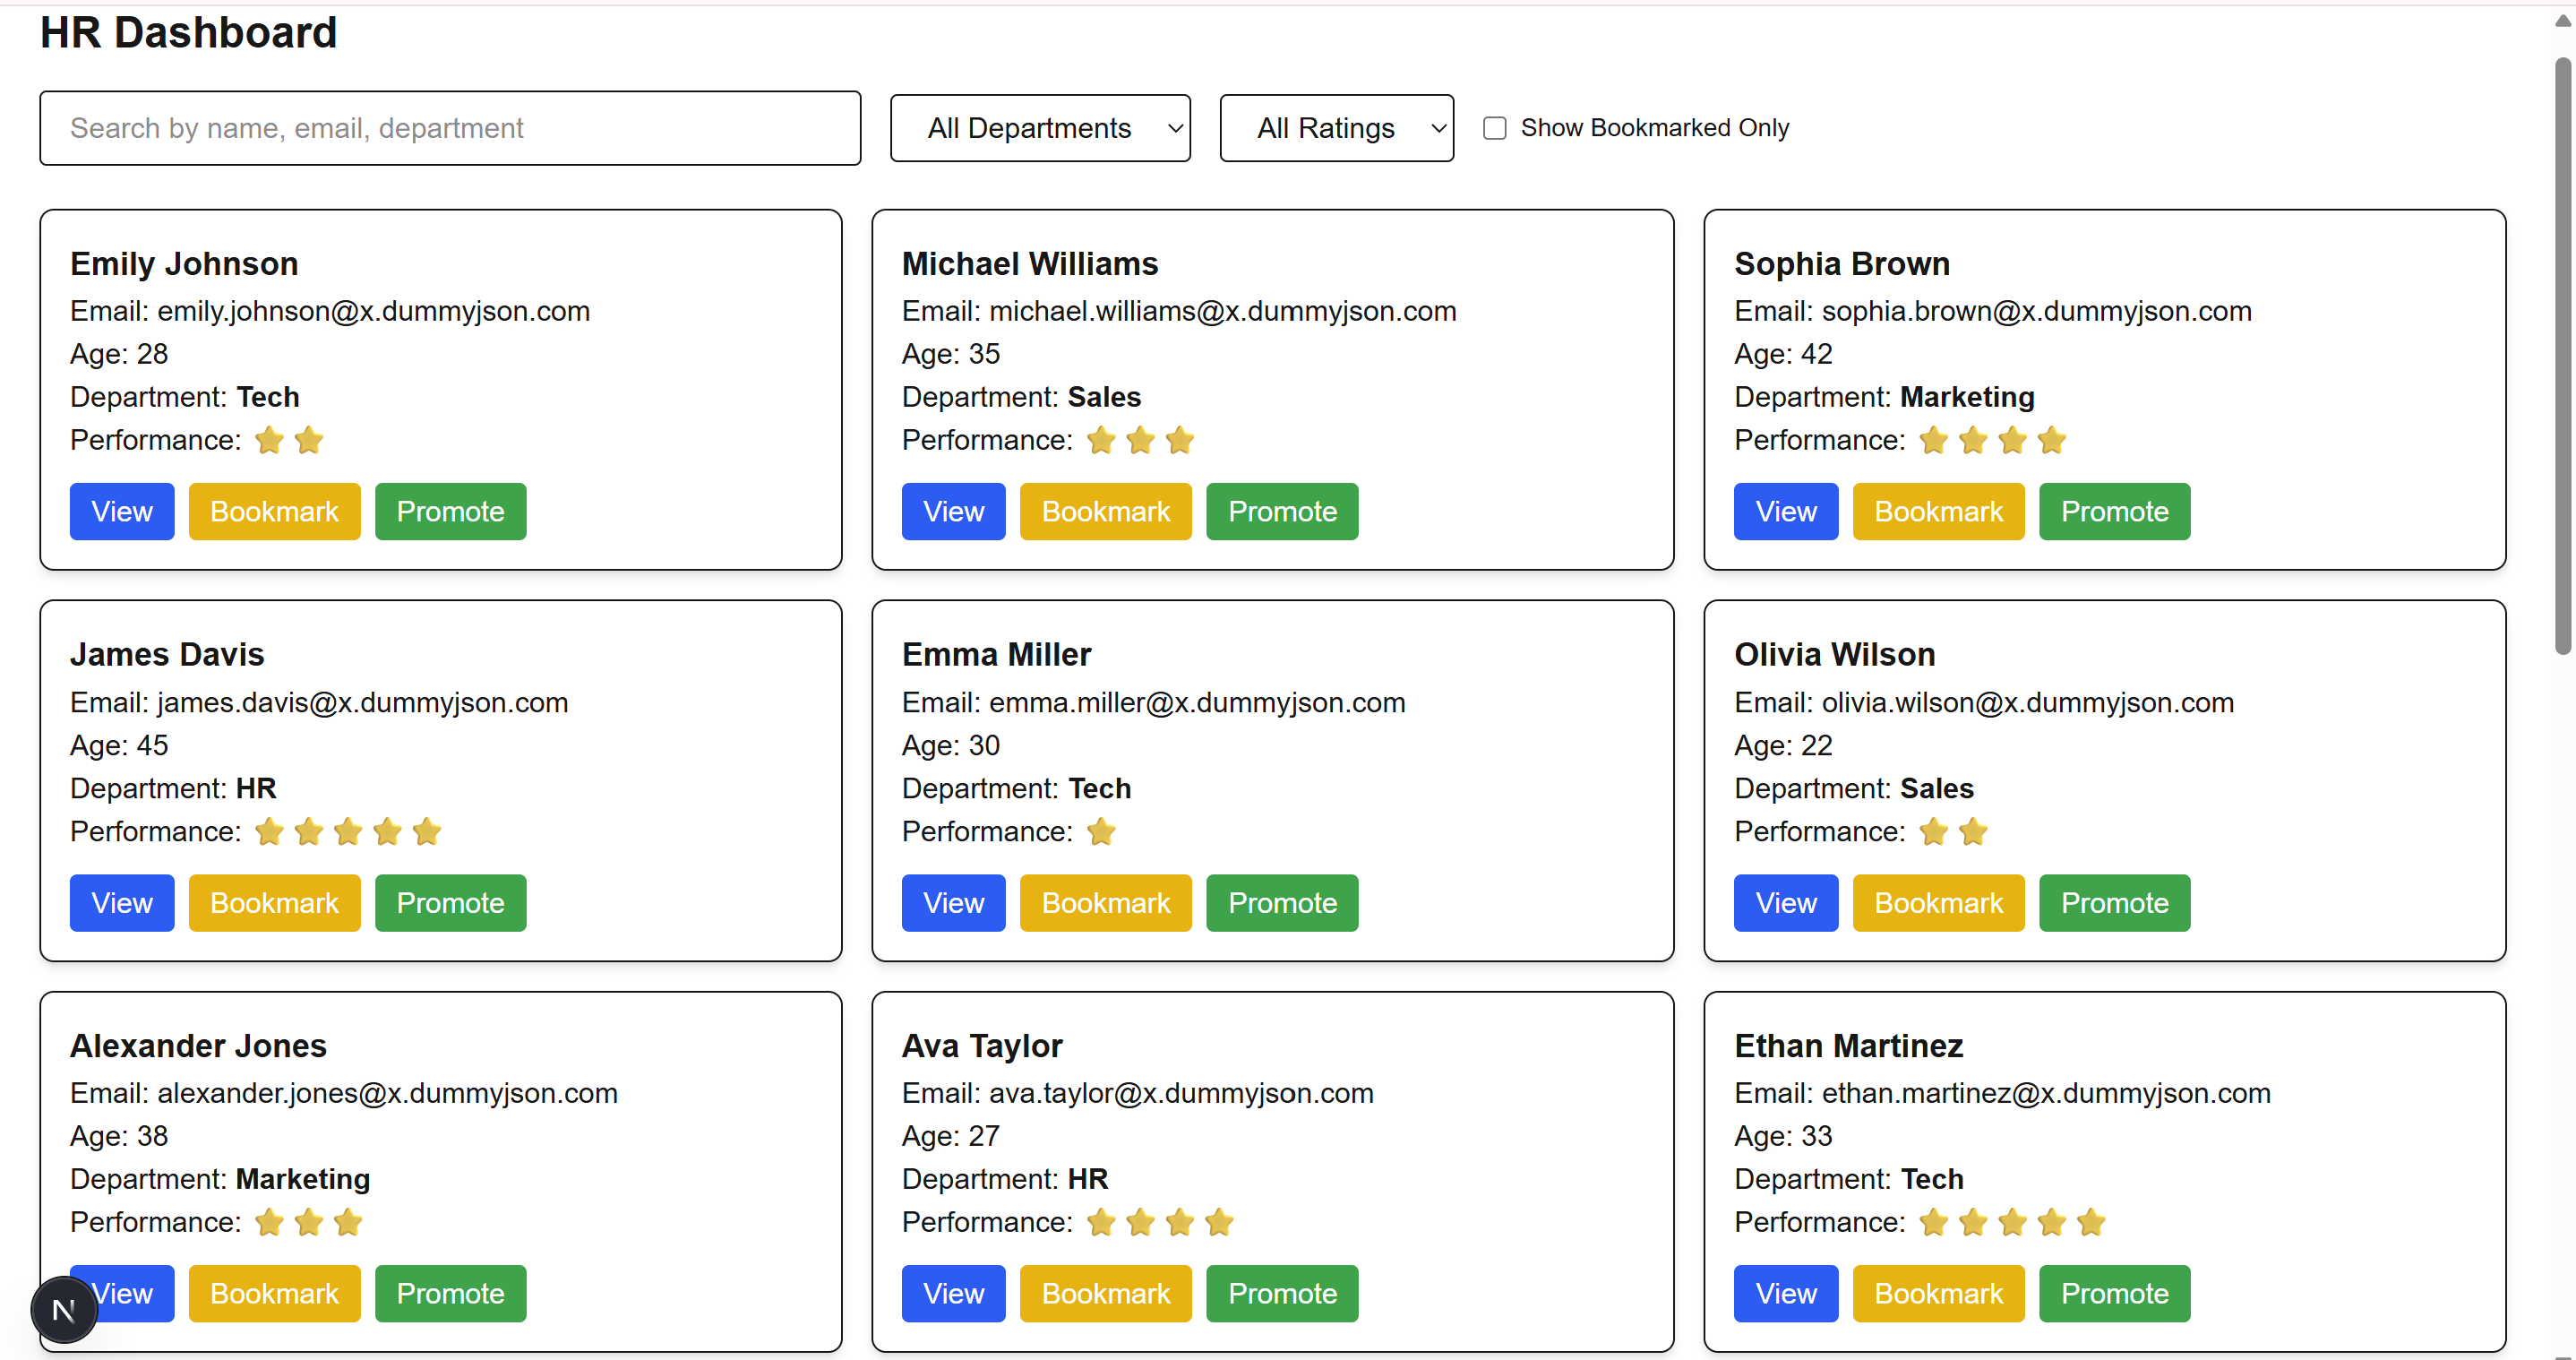 HR Dashboard
Search by name, email, department
All Departments
All Ratings
Show Bookmarked Only
Emily Johnson
Email: emily.johnson@x.dummyjson.com
Age: 28
Department: Tech
Performance: ⭐ ⭐
View Bookmark Promote
Michael Williams
Email: michael.williams@x.dummyjson.com
Age: 35
Department: Sales
Performance: ⭐ ⭐ ⭐
View Bookmark Promote
Sophia Brown
Email: sophia.brown@x.dummyjson.com
Age: 42
Department: Marketing
Performance: ⭐ ⭐ ⭐ ⭐
View Bookmark Promote
James Davis
Email: james.davis@x.dummyjson.com
Age: 45
Department: HR
Performance: ⭐ ⭐ ⭐ ⭐ ⭐
View Bookmark Promote
Emma Miller
Email: emma.miller@x.dummyjson.com
Age: 30
Department: Tech
Performance: ⭐
View Bookmark Promote
Olivia Wilson
Email: olivia.wilson@x.dummyjson.com
Age: 22
Department: Sales
Performance: ⭐ ⭐
View Bookmark Promote
Alexander Jones
Email: alexander.jones@x.dummyjson.com
Age: 38
Department: Marketing
Performance: ⭐ ⭐ ⭐
View Bookmark Promote
N
Ava Taylor
Email: ava.taylor@x.dummyjson.com
Age: 27
Department: HR
Performance: ⭐ ⭐ ⭐ ⭐
View Bookmark Promote
Ethan Martinez
Email: ethan.martinez@x.dummyjson.com
Age: 33
Department: Tech
Performance: ⭐ ⭐ ⭐ ⭐ ⭐
View Bookmark Promote